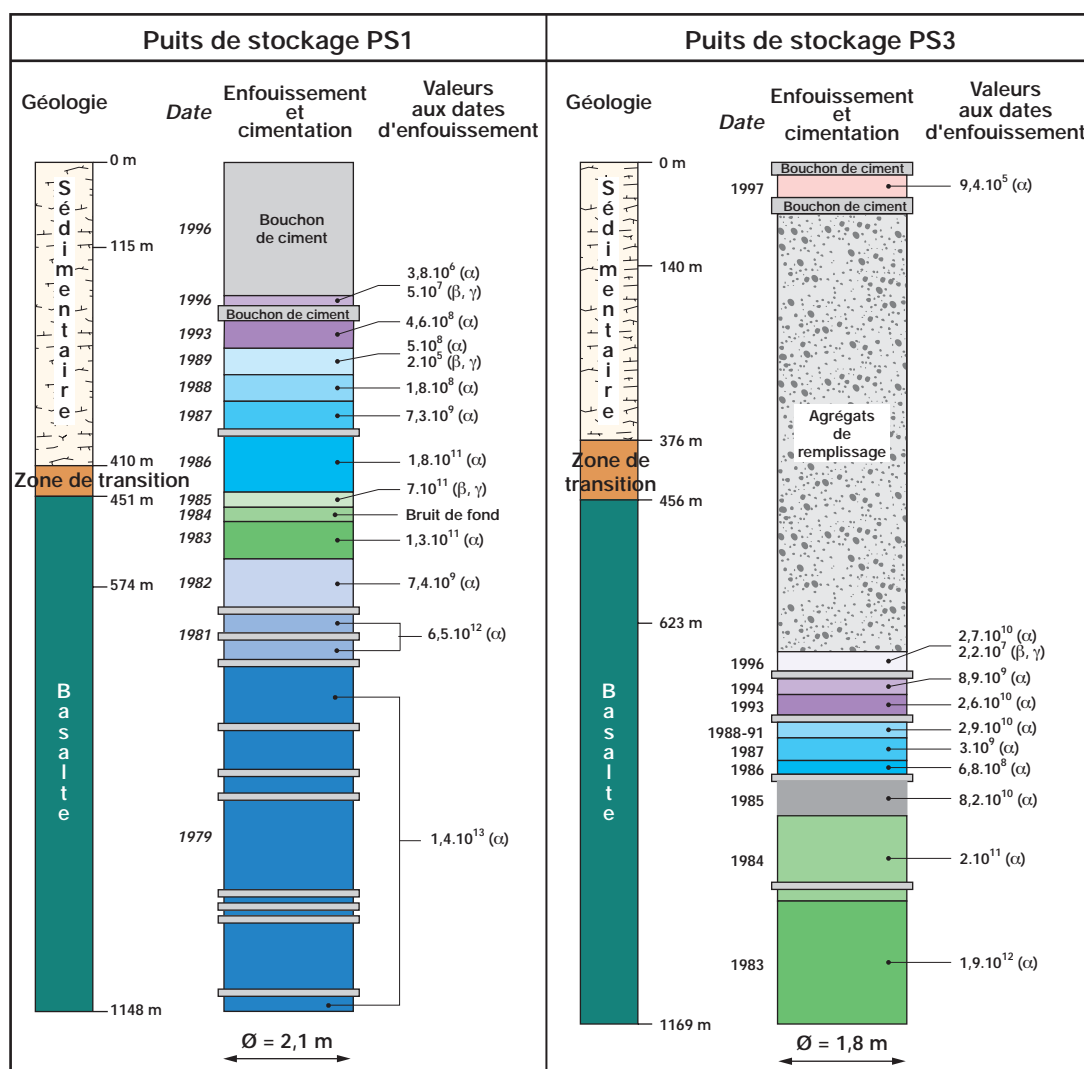 Puits de stockage PS1
Géologie
Date
Enfouissement
et
cimentation
Valeurs
aux dates
d'enfouissement
0 m
Sédimentaire
115 m
410 m
Zone de transition
451 m
574 m
Basalte
1148 m
1996
Bouchon
de ciment
1996
3,8.10⁶ (α)
5.10⁷ (β, γ)
Bouchon de ciment
1993
4,6.10⁸ (α)
1989
5.10⁸ (α)
2.10⁵ (β, γ)
1988
1,8.10⁸ (α)
1987
7,3.10⁹ (α)
1986
1,8.10¹¹ (α)
1985
7.10¹¹ (β, γ)
1984
Bruit de fond
1983
1,3.10¹¹ (α)
1982
7,4.10⁹ (α)
1981
6,5.10¹² (α)
1979
1,4.10¹³ (α)
Ø = 2,1 m
Puits de stockage PS3
Géologie
Date
Enfouissement
et
cimentation
Valeurs
aux dates
d'enfouissement
0 m
Sédimentaire
140 m
376 m
Zone de
transition
456 m
623 m
Basalte
1169 m
Bouchon de ciment
1997
9,4.10⁵ (α)
Bouchon de ciment
Agrégats
de
remplissage
1996
2,7.10¹⁰ (α)
2,2.10⁷ (β, γ)
1994
8,9.10⁹ (α)
1993
2,6.10¹⁰ (α)
1988-91
2,9.10¹⁰ (α)
1987
3.10⁹ (α)
1986
6,8.10⁸ (α)
1985
8,2.10¹⁰ (α)
1984
2.10¹¹ (α)
1983
1,9.10¹² (α)
Ø = 1,8 m